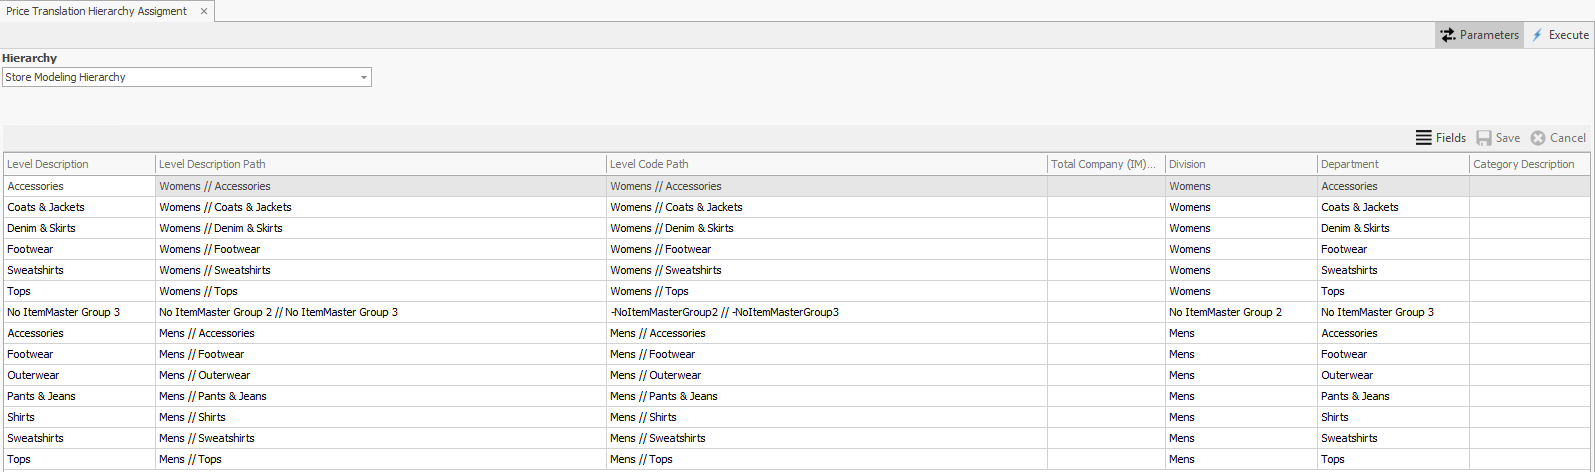 Price Translation Hierarchy Assigment ×
Parameters Execute
Hierarchy
Store Modeling Hierarchy
Fields Save Cancel
Level Description Level Description Path Level Code Path Total Company (IM)... Division Department Category Description
Accessories Womens // Accessories Womens // Accessories Womens Accessories
Coats & Jackets Womens // Coats & Jackets Womens // Coats & Jackets Womens Coats & Jackets
Denim & Skirts Womens // Denim & Skirts Womens // Denim & Skirts Womens Denim & Skirts
Footwear Womens // Footwear Womens // Footwear Womens Footwear
Sweatshirts Womens // Sweatshirts Womens // Sweatshirts Womens Sweatshirts
Tops Womens // Tops Womens // Tops Womens Tops
No ItemMaster Group 3 No ItemMaster Group 2 // No ItemMaster Group 3 -NoItemMasterGroup2 // -NoItemMasterGroup3 No ItemMaster Group 2 No ItemMaster Group 3
Accessories Mens // Accessories Mens // Accessories Mens Accessories
Footwear Mens // Footwear Mens // Footwear Mens Footwear
Outerwear Mens // Outerwear Mens // Outerwear Mens Outerwear
Pants & Jeans Mens // Pants & Jeans Mens // Pants & Jeans Mens Pants & Jeans
Shirts Mens // Shirts Mens // Shirts Mens Shirts
Sweatshirts Mens // Sweatshirts Mens // Sweatshirts Mens Sweatshirts
Tops Mens // Tops Mens // Tops Mens Tops